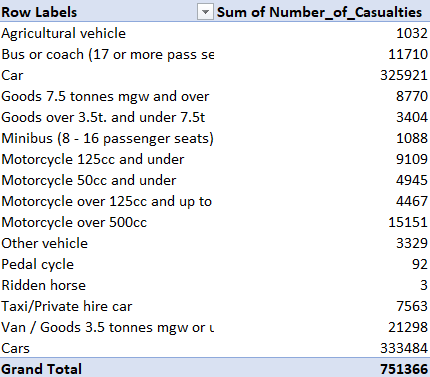 Row Labels Sum of Number_of_Casualties
Agricultural vehicle 1032
Bus or coach (17 or more pass se 11710
Car 325921
Goods 7.5 tonnes mgw and over 8770
Goods over 3.5t. and under 7.5t 3404
Minibus (8 - 16 passenger seats) 1088
Motorcycle 125cc and under 9109
Motorcycle 50cc and under 4945
Motorcycle over 125cc and up to 4467
Motorcycle over 500cc 15151
Other vehicle 3329
Pedal cycle 92
Ridden horse 3
Taxi/Private hire car 7563
Van / Goods 3.5 tonnes mgw or u 21298
Cars 333484
Grand Total 751366